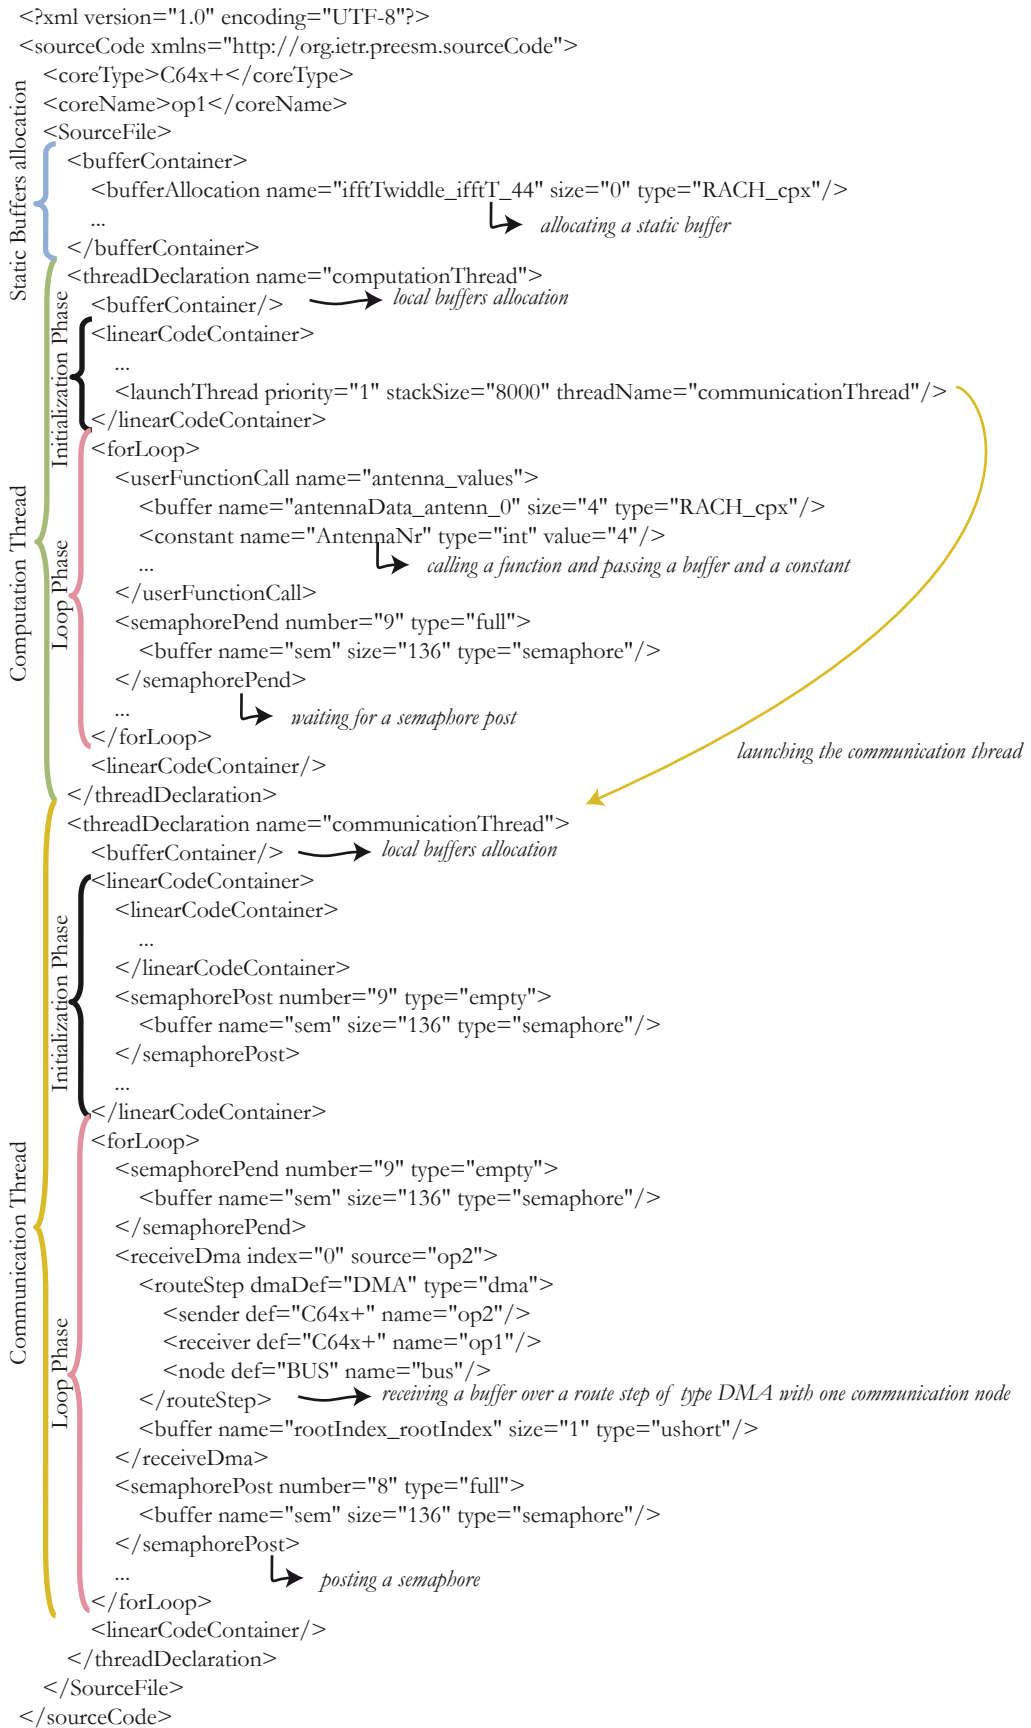 <?xml version="1.0" encoding="UTF-8"?>
<sourceCode xmlns="http://org.ietr.preesm.sourceCode">
<coreType>C64x+</coreType>
<coreName>op1</coreName>
<SourceFile>
Static Buffers allocation
<bufferContainer>
<bufferAllocation name="ifftTwiddle_ifftT_44" size="0" type="RACH_cpx"/>
...
allocating a static buffer
</bufferContainer>
Computation Thread
<threadDeclaration name="computationThread">
<bufferContainer/>
local buffers allocation
Initialization Phase
<linearCodeContainer>
...
<launchThread priority="1" stackSize="8000" threadName="communicationThread"/>
</linearCodeContainer>
Loop Phase
<forLoop>
<userFunctionCall name="antenna_values">
<buffer name="antennaData_antenn_0" size="4" type="RACH_cpx"/>
<constant name="AntennaNr" type="int" value="4"/>
...
calling a function and passing a buffer and a constant
</userFunctionCall>
<semaphorePend number="9" type="full">
<buffer name="sem" size="136" type="semaphore"/>
</semaphorePend>
...
waiting for a semaphore post
</forLoop>
launching the communication thread
<linearCodeContainer/>
</threadDeclaration>
Communication Thread
<threadDeclaration name="communicationThread">
<bufferContainer/>
local buffers allocation
Initialization Phase
<linearCodeContainer>
<linearCodeContainer>
...
</linearCodeContainer>
<semaphorePost number="9" type="empty">
<buffer name="sem" size="136" type="semaphore"/>
</semaphorePost>
...
</linearCodeContainer>
Loop Phase
<forLoop>
<semaphorePend number="9" type="empty">
<buffer name="sem" size="136" type="semaphore"/>
</semaphorePend>
<receiveDma index="0" source="op2">
<routeStep dmaDef="DMA" type="dma">
<sender def="C64x+" name="op2"/>
<receiver def="C64x+" name="op1"/>
<node def="BUS" name="bus"/>
</routeStep>
receiving a buffer over a route step of type DMA with one communication node
<buffer name="rootIndex_rootIndex" size="1" type="ushort"/>
</receiveDma>
<semaphorePost number="8" type="full">
<buffer name="sem" size="136" type="semaphore"/>
</semaphorePost>
...
posting a semaphore
</forLoop>
<linearCodeContainer/>
</threadDeclaration>
</SourceFile>
</sourceCode>